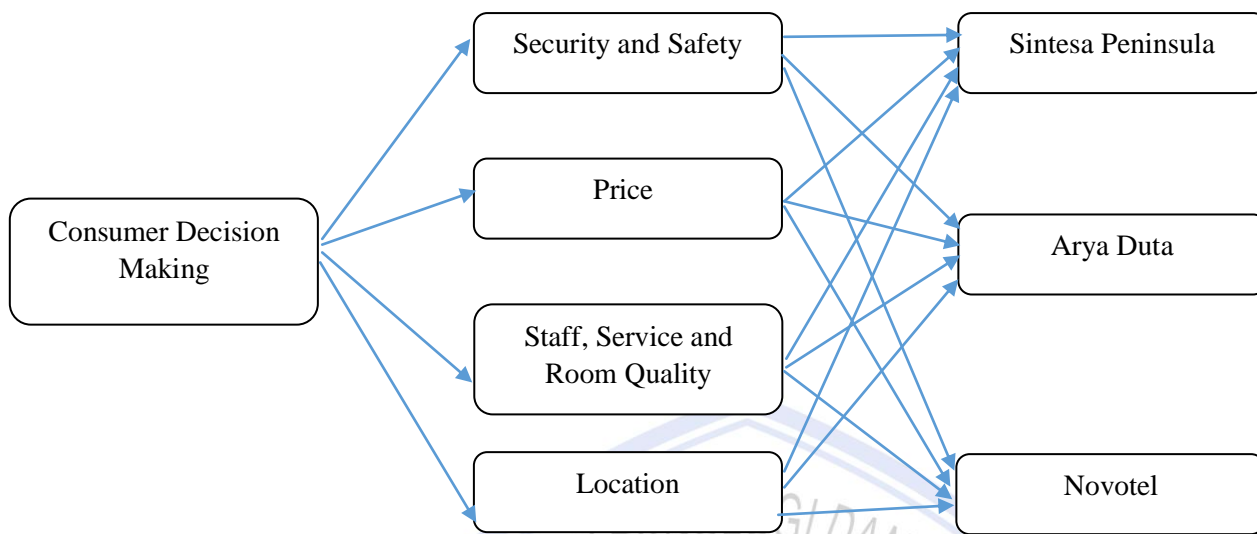 Security and Safety
Sintesa Peninsula
Price
Consumer Decision
Making
Arya Duta
Staff, Service and
Room Quality
Location
Novotel